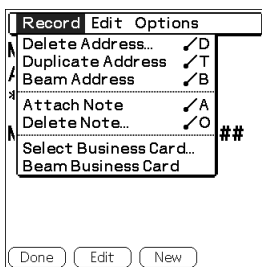 Record Edit Options
Delete Address... ✓D
Duplicate Address ✓T
Beam Address ✓B
Attach Note ✓A
Delete Note... ✓O
##
Select Business Card...
Beam Business Card
Done Edit New